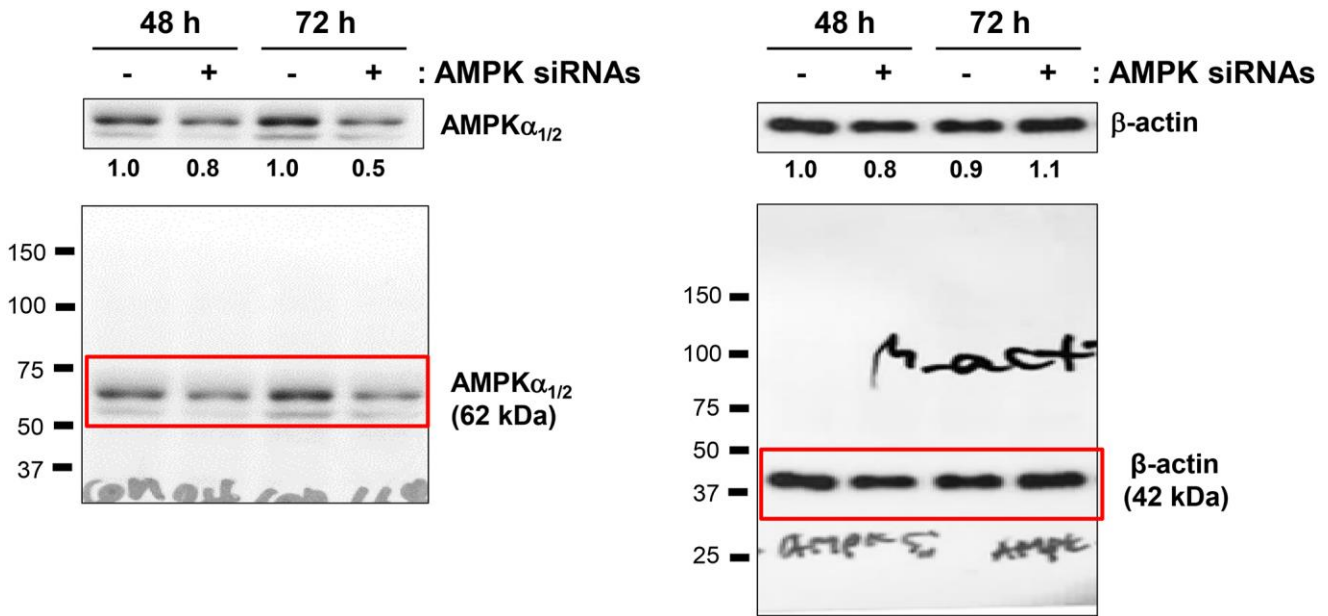 48 h 72 h
- + - + : AMPK siRNAs
AMPKα1/2
1.0 0.8 1.0 0.5
150
100
75
50
37
AMPKα1/2
(62 kDa)
48 h 72 h
- + - + : AMPK siRNAs
β-actin
1.0 0.8 0.9 1.1
150
100
75
50
37
25
β-actin
(42 kDa)